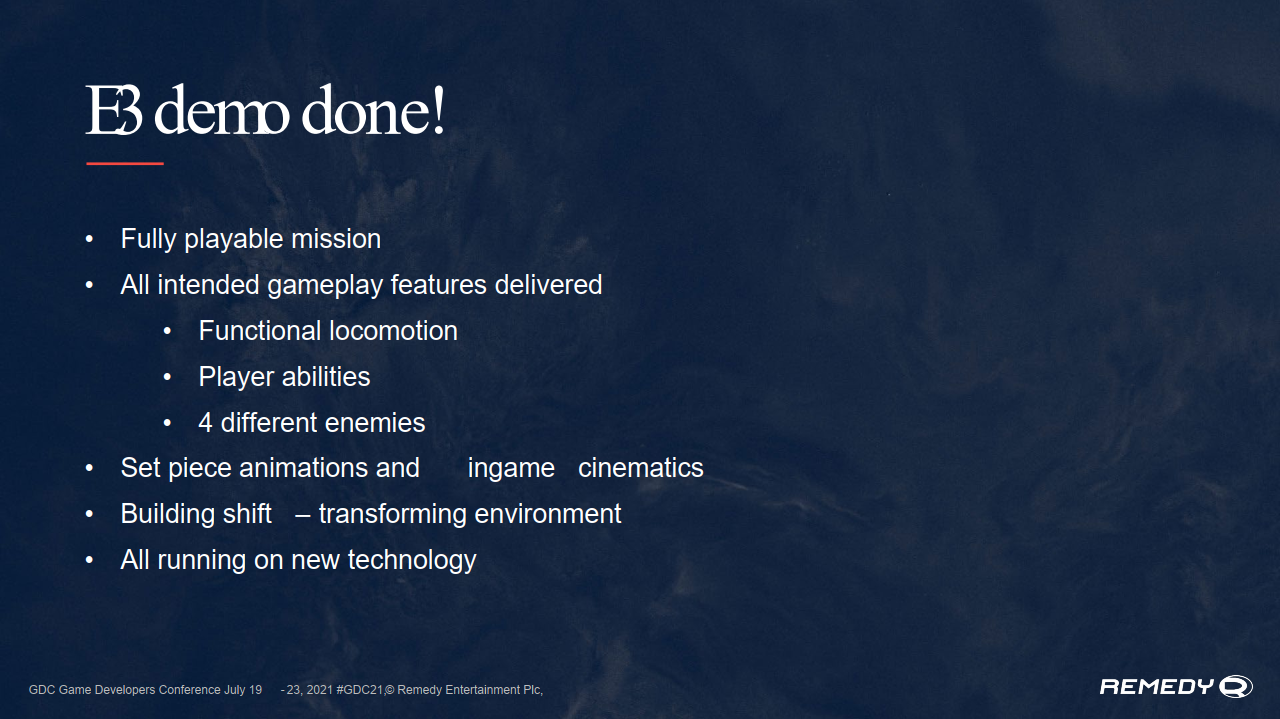 E3 demo done!
• Fully playable mission
• All intended gameplay features delivered
• Functional locomotion
• Player abilities
• 4 different enemies
• Set piece animations and ingame cinematics
• Building shift – transforming environment
• All running on new technology
GDC Game Developers Conference July 19 -23, 2021 #GDC21,© Remedy Entertainment Plc,
REMEDY